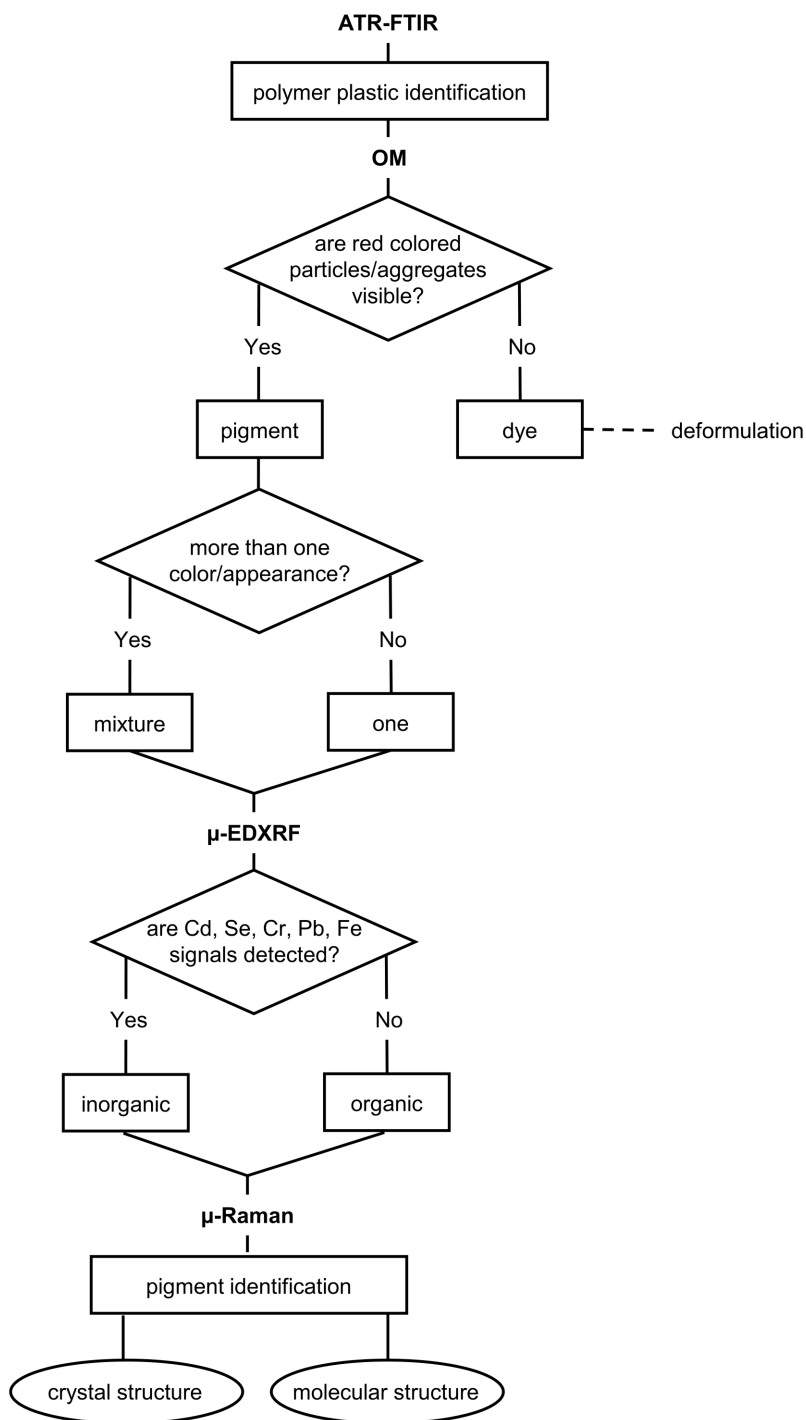 ATR-FTIR
polymer plastic identification
OM
are red colored
particles/aggregates
visible?
Yes
No
pigment
dye
deformulation
more than one
color/appearance?
Yes
No
mixture
one
µ-EDXRF
are Cd, Se, Cr, Pb, Fe
signals detected?
Yes
No
inorganic
organic
µ-Raman
pigment identification
crystal structure
molecular structure